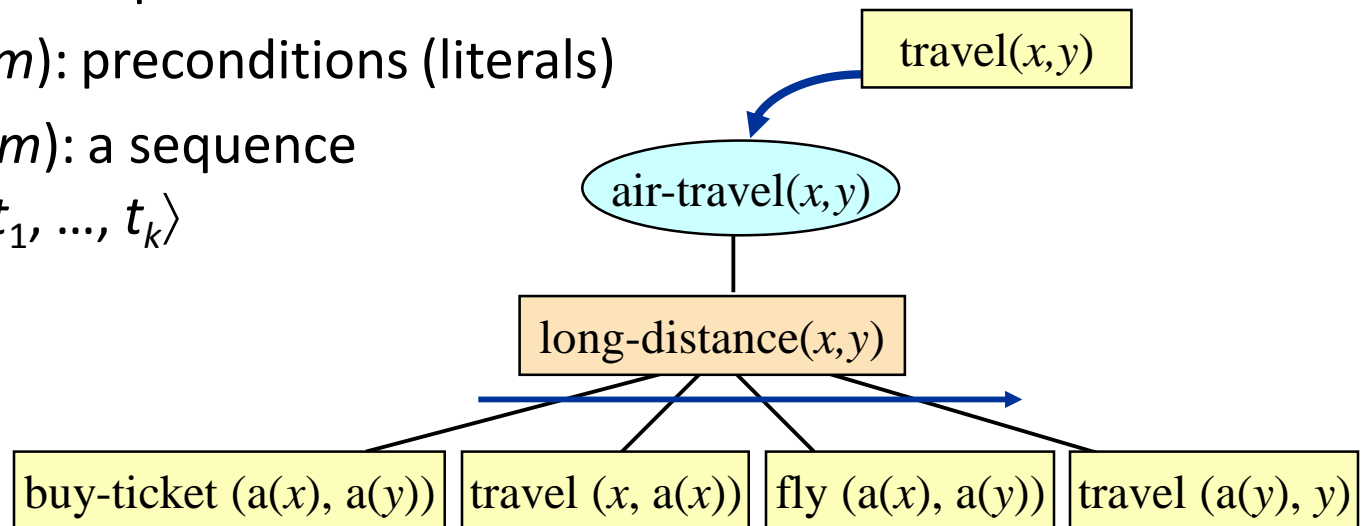 m): preconditions (literals)
m): a sequence
t₁, …, tₖ⟩
travel(x,y)
air-travel(x,y)
long-distance(x,y)
buy-ticket (a(x), a(y))
travel (x, a(x))
fly (a(x), a(y))
travel (a(y), y)